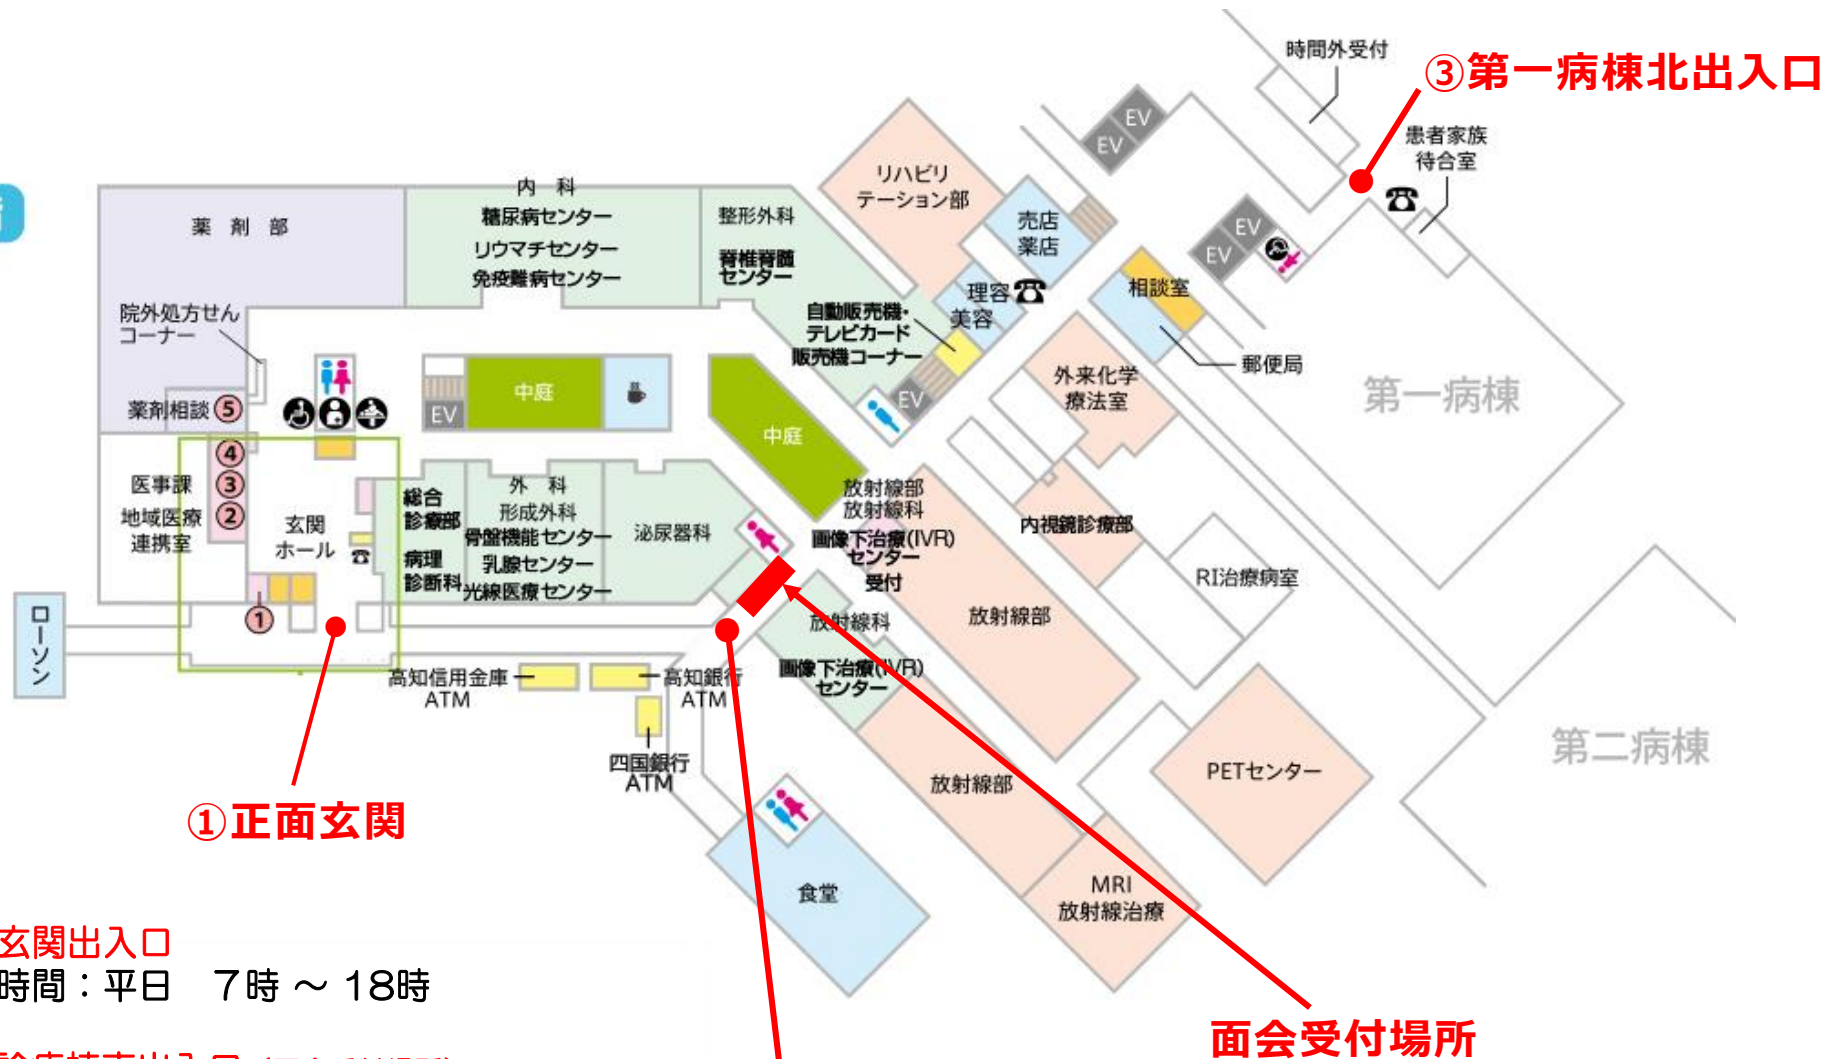 時間外受付
③第一病棟北出入口
EV
EV
患者家族
待合室
リハビリ
テーション部
売店
薬店
EV
EV
内 科
糖尿病センター
リウマチセンター
免疫難病センター
整形外科
脊椎脊髄
センター
薬 剤 部
理容
美容
相談室
自動販売機・
テレビカード
販売機コーナー
郵便局
院外処方せん
コーナー
外来化学
療法室
第一病棟
薬剤相談
⑤
EV
中庭
EV
中庭
④
③
②
医事課
地域医療
連携室
玄関
ホール
総合
診療部
病理
診断科
外 科
形成外科
骨盤機能センター
乳腺センター
光線医療センター
泌尿器科
放射線部
放射線科
画像下治療(IVR)
センター
受付
内視鏡診療部
RI治療病室
①
ローソン
放射線科
放射線部
画像下治療(IVR)
センター
高知信用金庫
ATM
高知銀行
ATM
四国銀行
ATM
第二病棟
PETセンター
放射線部
①正面玄関
食堂
MRI
放射線治療
玄関出入口
時間：平日　7時 ～ 18時
面会受付場所